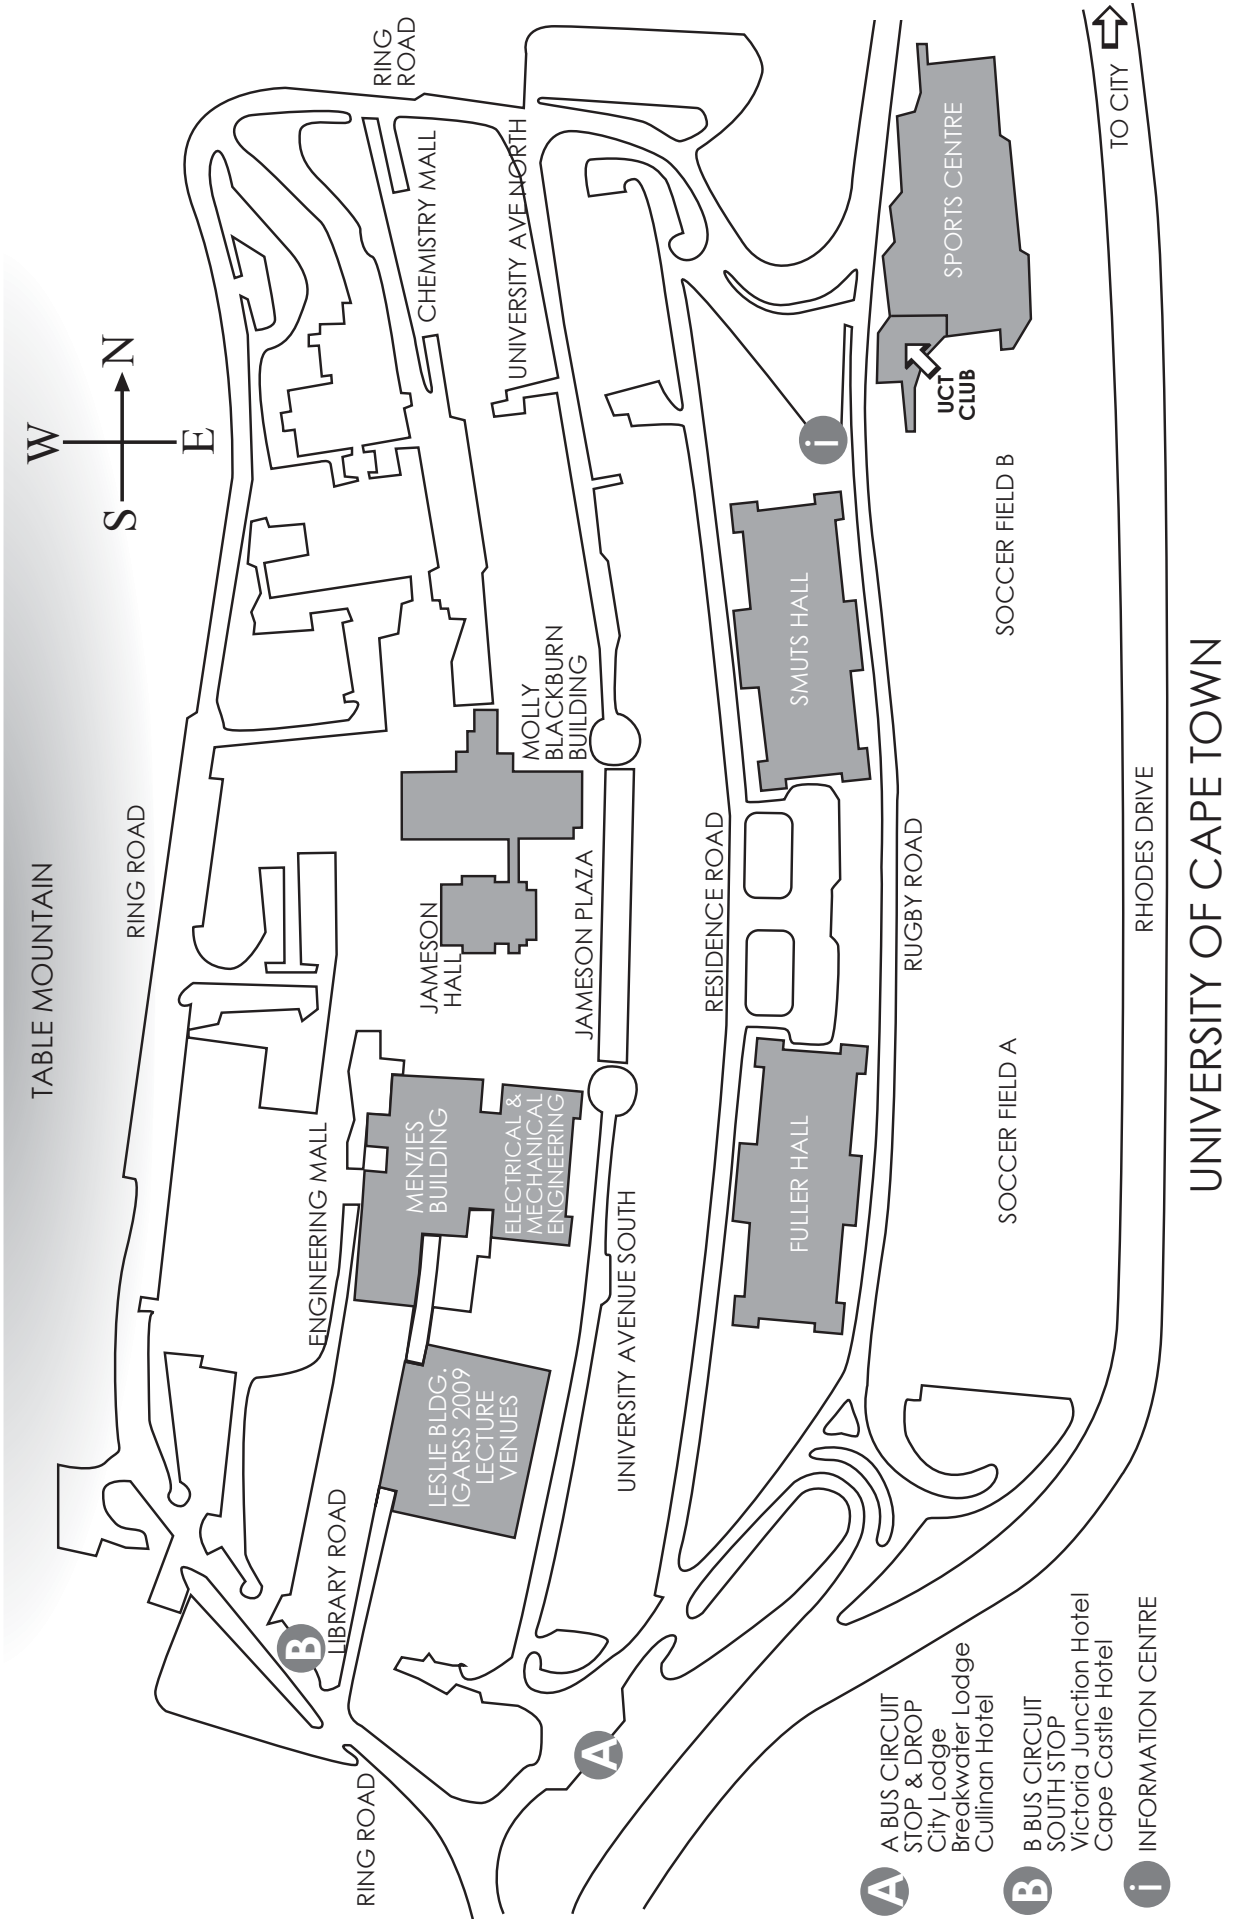 TABLE MOUNTAIN
W
S
N
E
RING ROAD
RING
ROAD
CHEMISTRY MALL
UNIVERSITY AVE NORTH
MOLLY
BLACKBURN
BUILDING
JAMESON
HALL
JAMESON PLAZA
ENGINEERING MALL
MENZIES
BUILDING
ELECTRICAL &
MECHANICAL
ENGINEERING
LESLIE BLDG.
IGARSS 2009
LECTURE
VENUES
LIBRARY ROAD
B
RING ROAD
A
UNIVERSITY AVENUE SOUTH
RESIDENCE ROAD
FULLER HALL
SMUTS HALL
i
RUGBY ROAD
SPORTS CENTRE
UCT
CLUB
SOCCER FIELD A
SOCCER FIELD B
TO CITY
RHODES DRIVE
UNIVERSITY OF CAPE TOWN
A
A BUS CIRCUIT
STOP & DROP
City Lodge
Breakwater Lodge
Cullinan Hotel
B
B BUS CIRCUIT
SOUTH STOP
Victoria Junction Hotel
Cape Castle Hotel
i
INFORMATION CENTRE